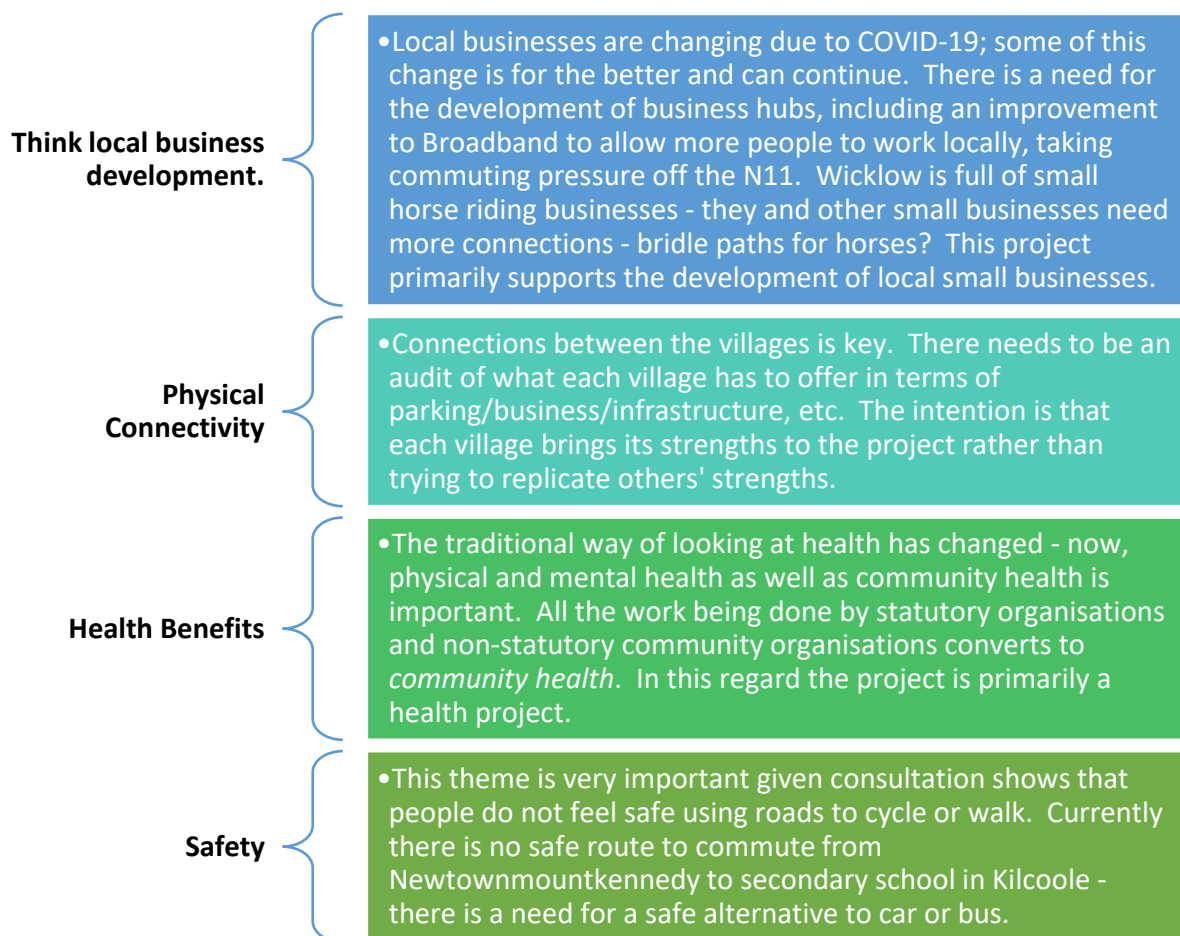 Think local business
development.
•Local businesses are changing due to COVID-19; some of this
change is for the better and can continue.  There is a need for
the development of business hubs, including an improvement
to Broadband to allow more people to work locally, taking
commuting pressure off the N11.  Wicklow is full of small
horse riding businesses - they and other small businesses need
more connections - bridle paths for horses?  This project
primarily supports the development of local small businesses.
Physical
Connectivity
•Connections between the villages is key.  There needs to be an
audit of what each village has to offer in terms of
parking/business/infrastructure, etc.  The intention is that
each village brings its strengths to the project rather than
trying to replicate others' strengths.
Health Benefits
•The traditional way of looking at health has changed - now,
physical and mental health as well as community health is
important.  All the work being done by statutory organisations
and non-statutory community organisations converts to
community health.  In this regard the project is primarily a
health project.
Safety
•This theme is very important given consultation shows that
people do not feel safe using roads to cycle or walk.  Currently
there is no safe route to commute from
Newtownmountkennedy to secondary school in Kilcoole -
there is a need for a safe alternative to car or bus.